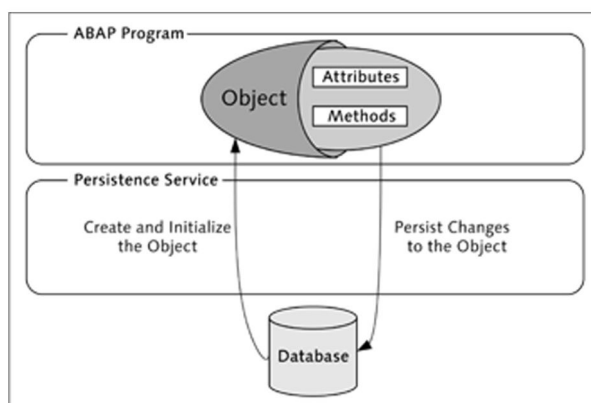 ABAP Program
Attributes
Object
Methods
Persistence Service
Create and Initialize
the Object
Persist Changes
to the Object
Database